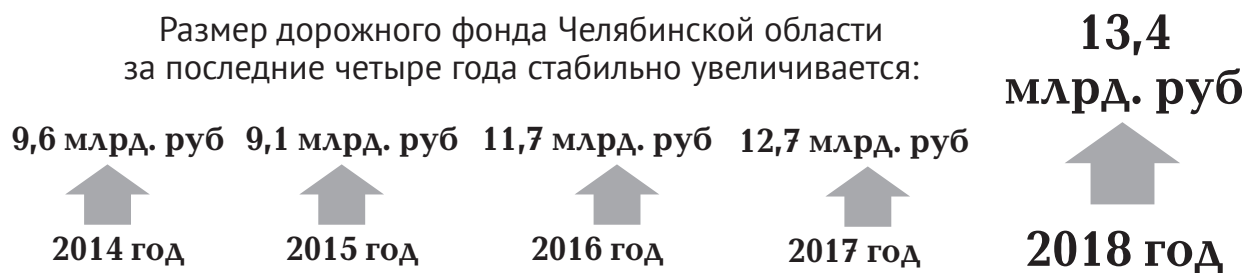 Размер дорожного фонда Челябинской области
за последние четыре года стабильно увеличивается:
9,6 млрд. руб
9,1 млрд. руб
11,7 млрд. руб
12,7 млрд. руб
13,4
млрд. руб
2014 год
2015 год
2016 год
2017 год
2018 год